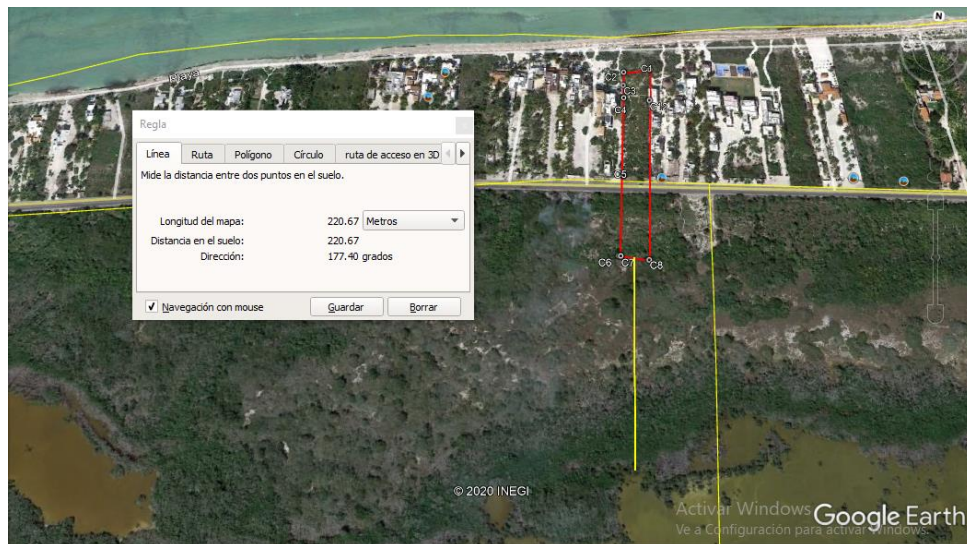 N
Playa
C1
C2
C3
C4
C12
C5
C6
C7
C8
Regla
Línea Ruta Polígono Círculo ruta de acceso en 3D
Mide la distancia entre dos puntos en el suelo.
Longitud del mapa: 220.67 Metros
Distancia en el suelo: 220.67
Dirección: 177.40 grados
Navegación con mouse Guardar Borrar
© 2020 INEGI
Activar Windows
Ve a Configuración para activar Windows.
Google Earth